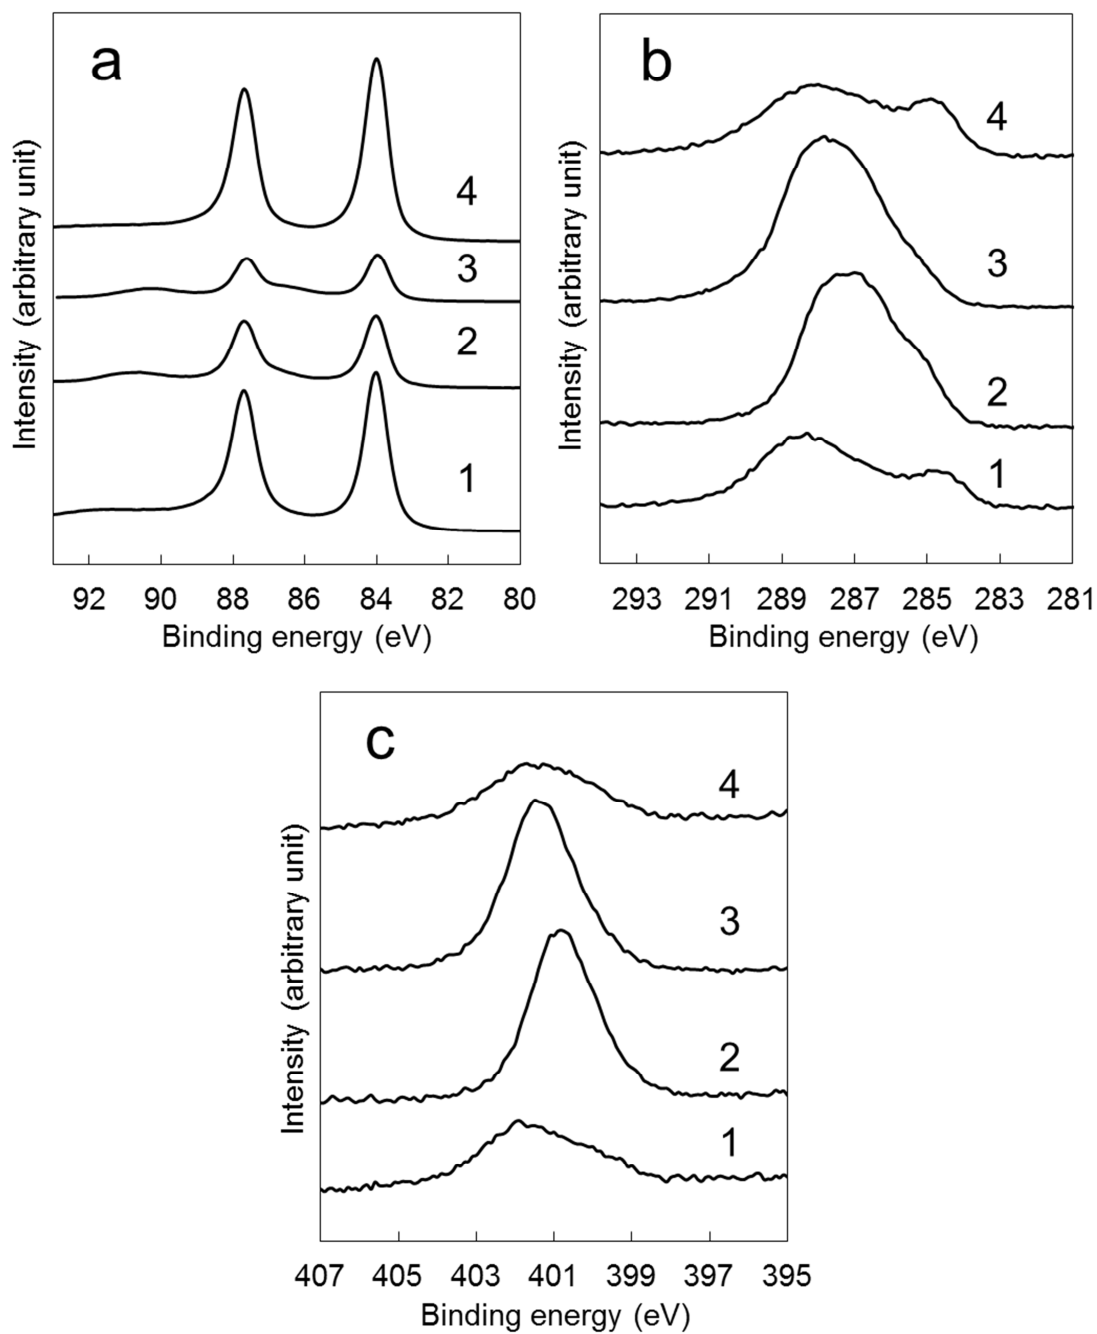 a
4
3
2
1
Intensity (arbitrary unit)
92 90 88 86 84 82 80
Binding energy (eV)
b
4
3
2
1
Intensity (arbitrary unit)
293 291 289 287 285 283 281
Binding energy (eV)
c
4
3
2
1
Intensity (arbitrary unit)
407 405 403 401 399 397 395
Binding energy (eV)